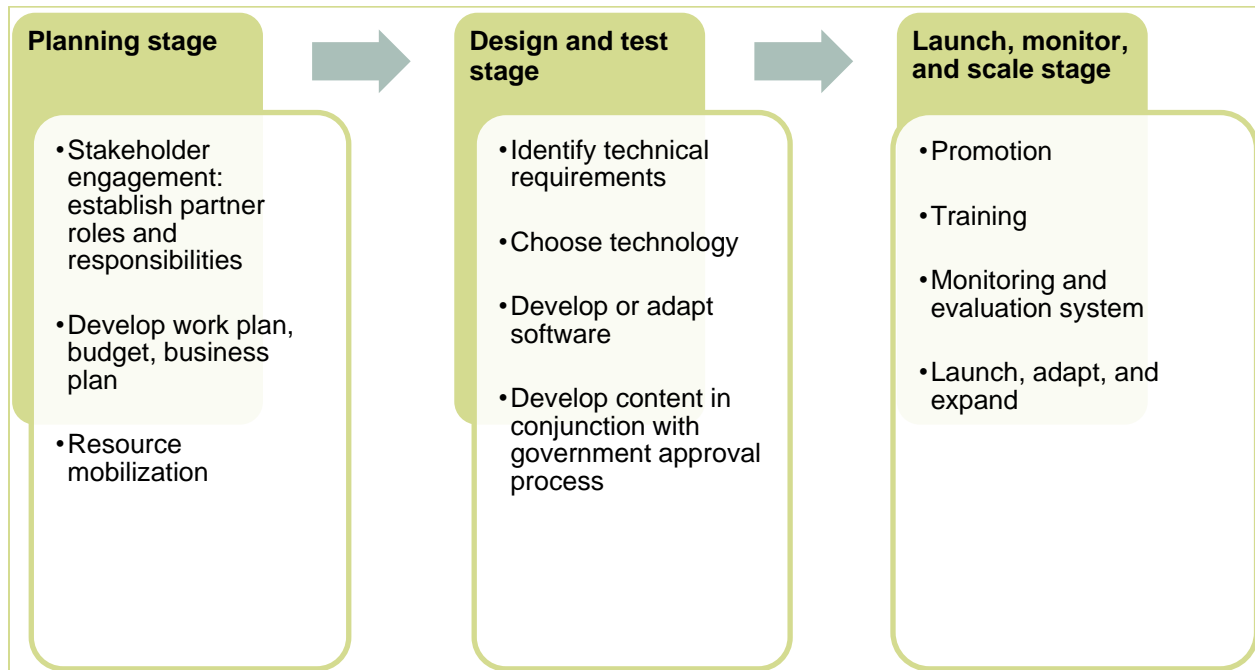 Planning stage
•Stakeholder
engagement:
establish partner
roles and
responsibilities
•Develop work plan,
budget, business
plan
•Resource
mobilization
Design and test
stage
•Identify technical
requirements
•Choose technology
•Develop or adapt
software
•Develop content in
conjunction with
government approval
process
Launch, monitor,
and scale stage
•Promotion
•Training
•Monitoring and
evaluation system
•Launch, adapt, and
expand